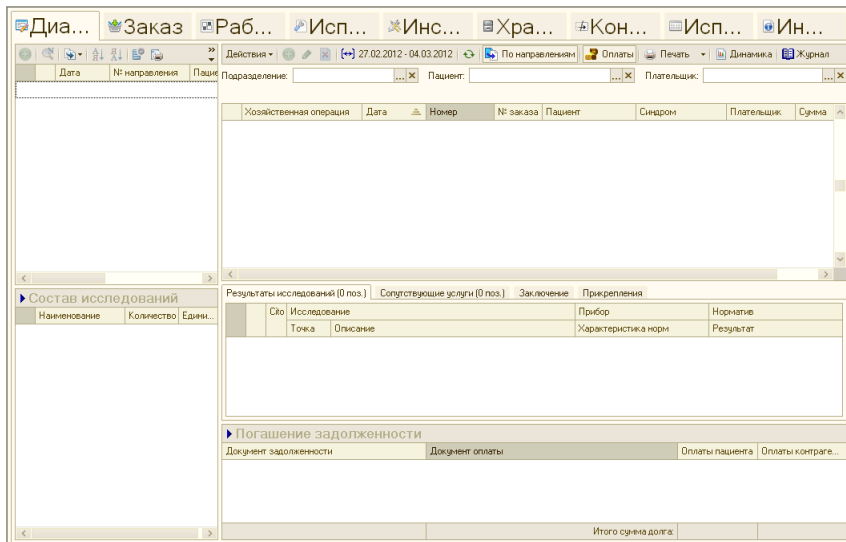 Диа... Заказ Раб... Исп... Инс... Хра... Кон... Исп... Ин...
Действия 27.02.2012 - 04.03.2012 По направлениям Оплаты Печать Динамика Журнал
Дата № направления Пацие
Подразделение: ... Пациент: ... Плательщик: ...
Хозяйственная операция Дата Номер № заказа Пациент Синдром Плательщик Сумма
Состав исследований
Наименование Количество Едини...
Результаты исследований (0 поз.) Сопутствующие услуги (0 поз.) Заключение Прикрепления
Cito Исследование Прибор Норматив
Точка Описание Характеристика норм Результат
Погашение задолженности
Документ задолженности Документ оплаты Оплаты пациента Оплаты контраге...
Итого сумма долга: